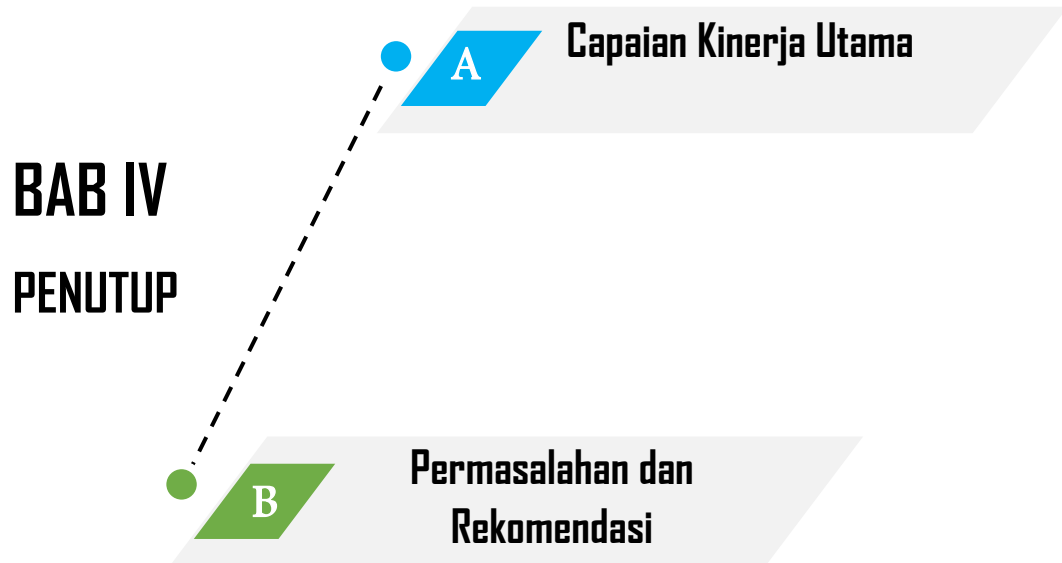 BAB IV
PENUTUP
A
Capaian Kinerja Utama
B
Permasalahan dan
Rekomendasi